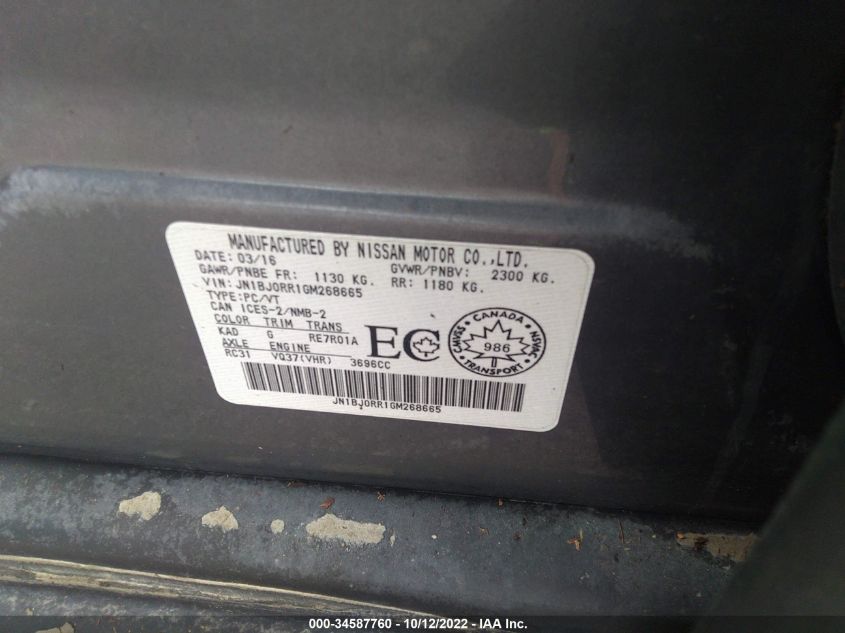 MANUFACTURED BY NISSAN MOTOR CO.,LTD.
DATE: 03/16 GVWR/PNBV: 2300 KG.
GAWR/PNBE FR: 1130 KG. RR: 1180 KG.
VIN: JN1BJ0RR1GM268665
TYPE: PC/VT
CAN ICES-2/NMB-2
COLOR TRIM TRANS
KAD G RE7R01A
AXLE ENGINE
RC31 VQ37(VHR) 3696CC
EC
CANADA
CMVSS 986 NSVAC
TRANSPORT
JN1BJ0RR1GM268665
000-34587760 - 10/12/2022 - IAA Inc.